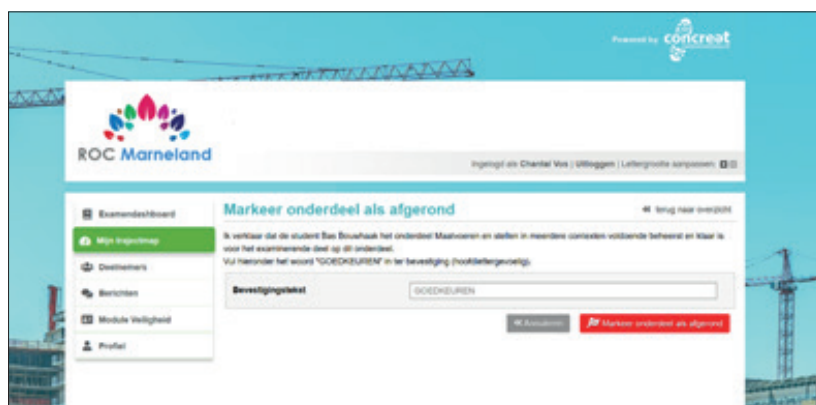 Powered by concreat
ROC Marneland
Ingelogd als Chantal Vos | Uitloggen | Lettergrootte aanpassen:
Examendashboard
Mijn trajectmap
Deelnemers
Berichten
Module Veiligheid
Profiel
Markeer onderdeel als afgerond
terug naar overzicht
Ik verklaar dat de student Bas Bouwhaak het onderdeel Maatvoeren en stellen in meerdere contexten voldoende beheerst en klaar is
voor het examinerende deel op dit onderdeel.
Vul hieronder het woord "GOEDKEUREN" in ter bevestiging (hoofdlettergevoelig).
Bevestigingstekst
GOEDKEUREN
Annuleren
Markeer onderdeel als afgerond